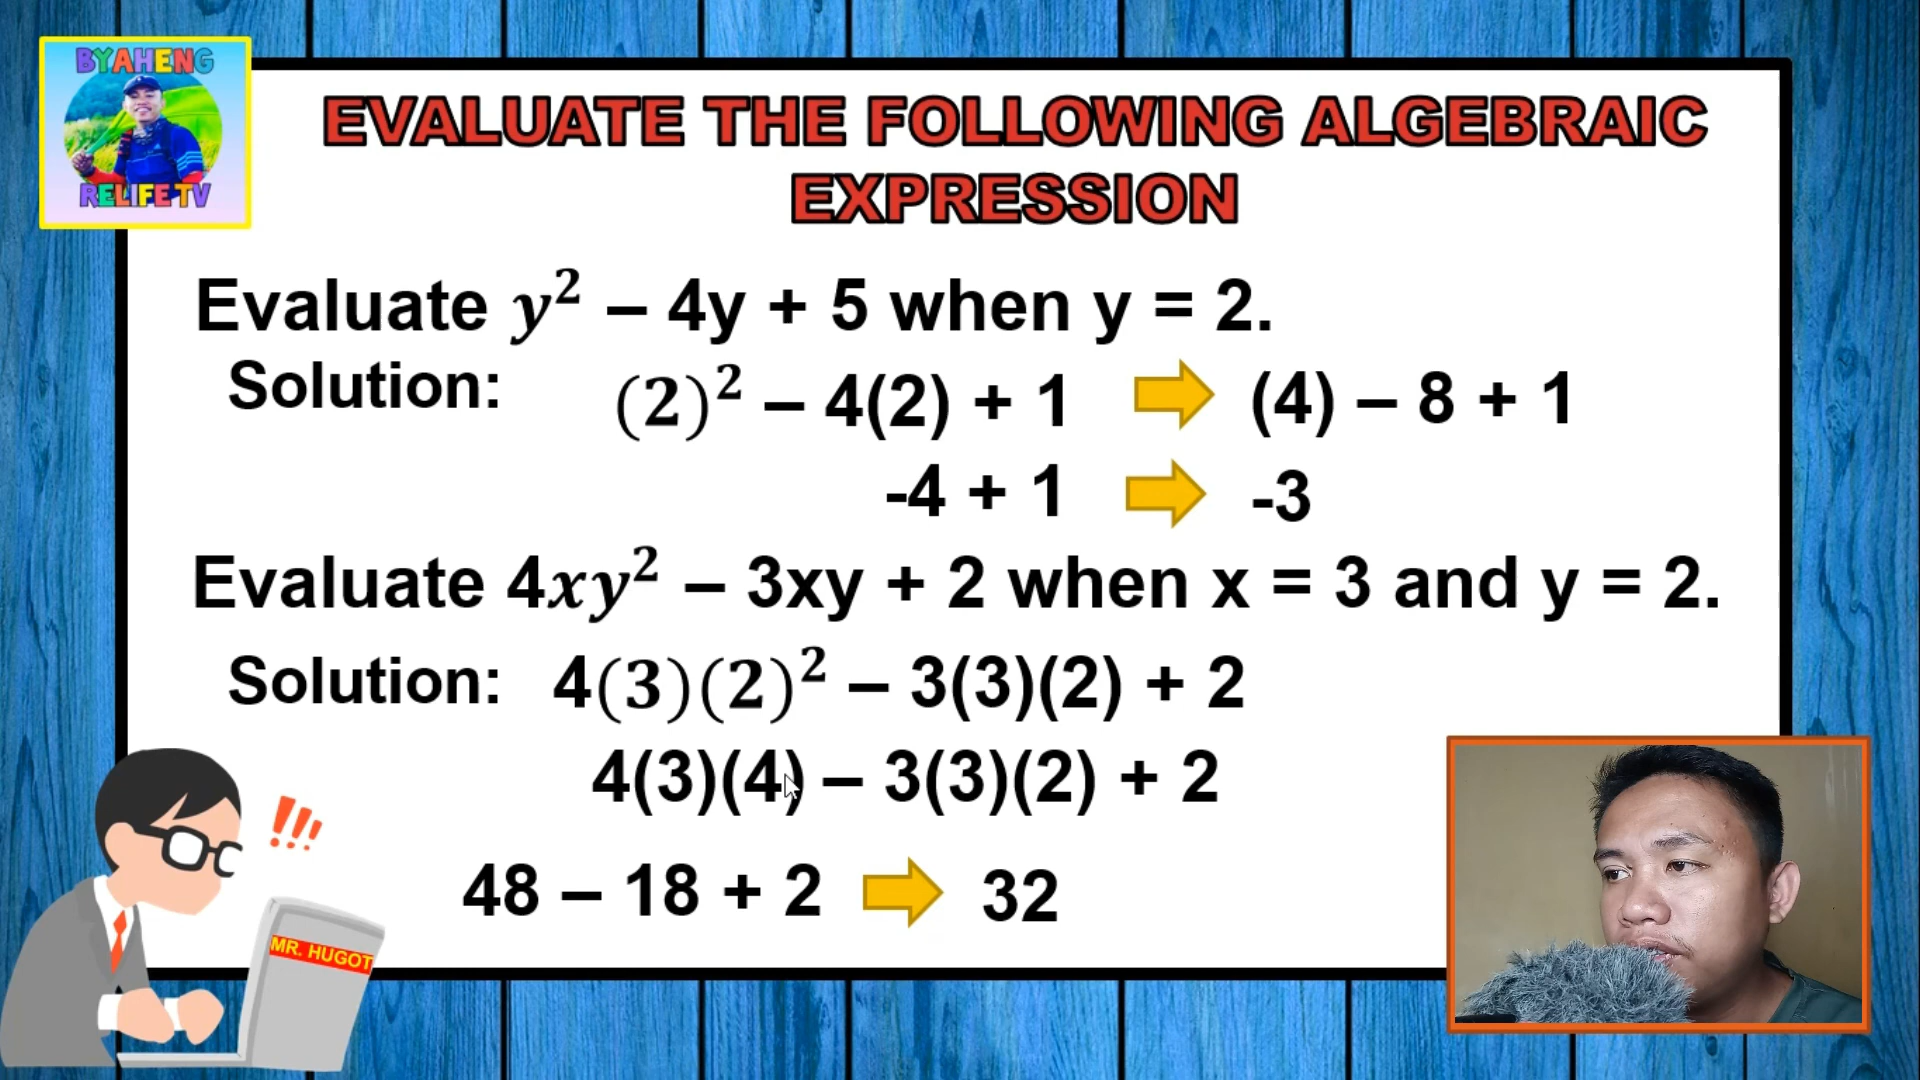 BYAHENG
RELIFE TV
EVALUATE THE FOLLOWING ALGEBRAIC
EXPRESSION
Evaluate y² – 4y + 5 when y = 2.
Solution: (2)² – 4(2) + 1 (4) – 8 + 1
-4 + 1 -3
Evaluate 4xy² – 3xy + 2 when x = 3 and y = 2.
Solution: 4(3)(2)² – 3(3)(2) + 2
4(3)(4) – 3(3)(2) + 2
!!!
48 – 18 + 2 32
MR. HUGOT